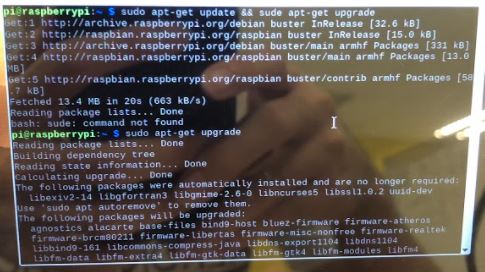 pi@raspberrypi:~ $ sudo apt-get update && sude apt-get upgrade
Get:1 http://archive.raspberrypi.org/debian buster InRelease [32.6 kB]
Get:2 http://raspbian.raspberrypi.org/raspbian buster InRelease [15.0 kB]
Get:3 http://archive.raspberrypi.org/debian buster/main armhf Packages [331 kB]
Get:4 http://raspbian.raspberrypi.org/raspbian buster/main armhf Packages [13.0
MB]
Get:5 http://raspbian.raspberrypi.org/raspbian buster/contrib armhf Packages [58
.7 kB]
Fetched 13.4 MB in 20s (663 kB/s)
Reading package lists... Done
bash: sude: command not found
pi@raspberrypi:~ $ sudo apt-get upgrade
Reading package lists... Done
Building dependency tree
Reading state information... Done
Calculating upgrade... Done
The following packages were automatically installed and are no longer required:
libexiv2-14 libgfortran3 libgmime-2.6-0 libncurses5 libssl1.0.2 uuid-dev
Use 'sudo apt autoremove' to remove them.
The following packages will be upgraded:
agnostics alacarte base-files bind9-host bluez-firmware firmware-atheros
firmware-brcm80211 firmware-libertas firmware-misc-nonfree firmware-realtek
libbind9-161 libcommons-compress-java libdns-export1104 libdns1104
libfm-data libfm-extra4 libfm-gtk-data libfm-gtk4 libfm-modules libfm4